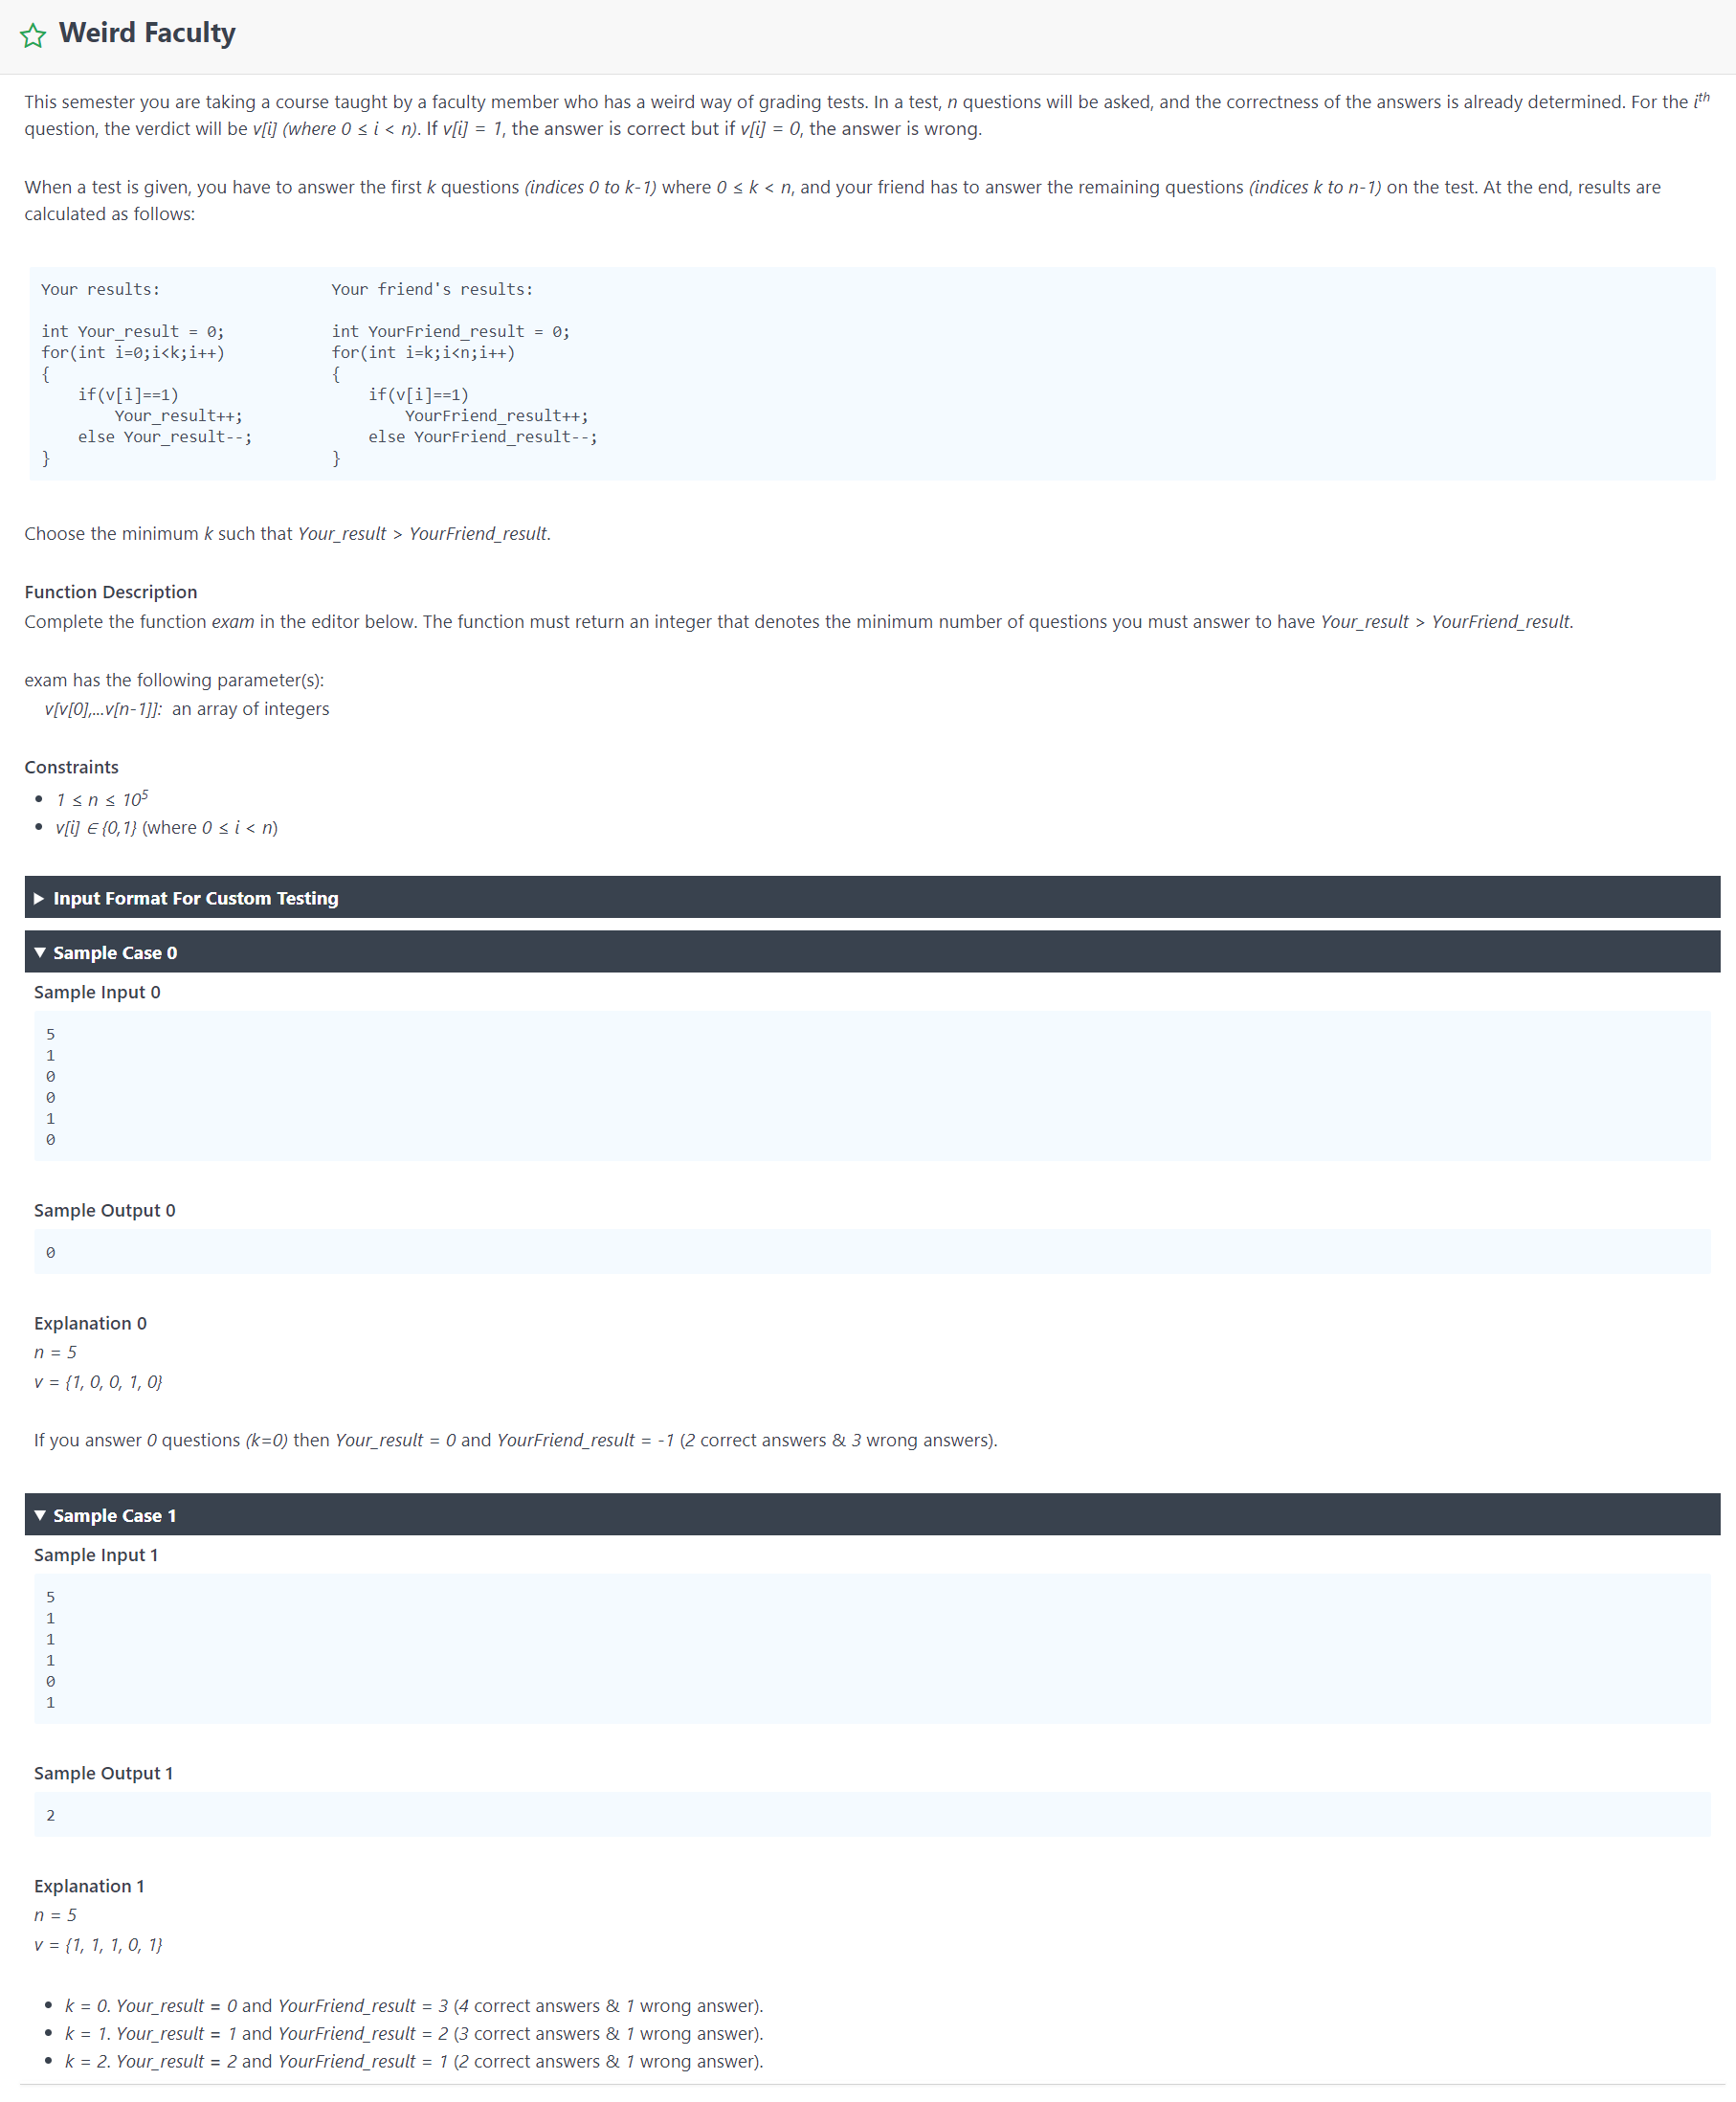 Weird Faculty
This semester you are taking a course taught by a faculty member who has a weird way of grading tests. In a test, n questions will be asked, and the correctness of the answers is already determined. For the ith
question, the verdict will be v[i] (where 0 ≤ i < n). If v[i] = 1, the answer is correct but if v[i] = 0, the answer is wrong.
When a test is given, you have to answer the first k questions (indices 0 to k-1) where 0 ≤ k < n, and your friend has to answer the remaining questions (indices k to n-1) on the test. At the end, results are
calculated as follows:
Your results: Your friend's results:
int Your_result = 0; int YourFriend_result = 0;
for(int i=0;i<k;i++) for(int i=k;i<n;i++)
{ {
if(v[i]==1) if(v[i]==1)
Your_result++; YourFriend_result++;
else Your_result--; else YourFriend_result--;
} }
Choose the minimum k such that Your_result > YourFriend_result.
Function Description
Complete the function exam in the editor below. The function must return an integer that denotes the minimum number of questions you must answer to have Your_result > YourFriend_result.
exam has the following parameter(s):
v[v[0],...v[n-1]]: an array of integers
Constraints
• 1 ≤ n ≤ 10^5
• v[i] ∈ {0,1} (where 0 ≤ i < n)
▶ Input Format For Custom Testing
▼ Sample Case 0
Sample Input 0
5
1
0
0
1
0
Sample Output 0
0
Explanation 0
n = 5
v = {1, 0, 0, 1, 0}
If you answer 0 questions (k=0) then Your_result = 0 and YourFriend_result = -1 (2 correct answers & 3 wrong answers).
▼ Sample Case 1
Sample Input 1
5
1
1
1
0
1
Sample Output 1
2
Explanation 1
n = 5
v = {1, 1, 1, 0, 1}
• k = 0. Your_result = 0 and YourFriend_result = 3 (4 correct answers & 1 wrong answer).
• k = 1. Your_result = 1 and YourFriend_result = 2 (3 correct answers & 1 wrong answer).
• k = 2. Your_result = 2 and YourFriend_result = 1 (2 correct answers & 1 wrong answer).